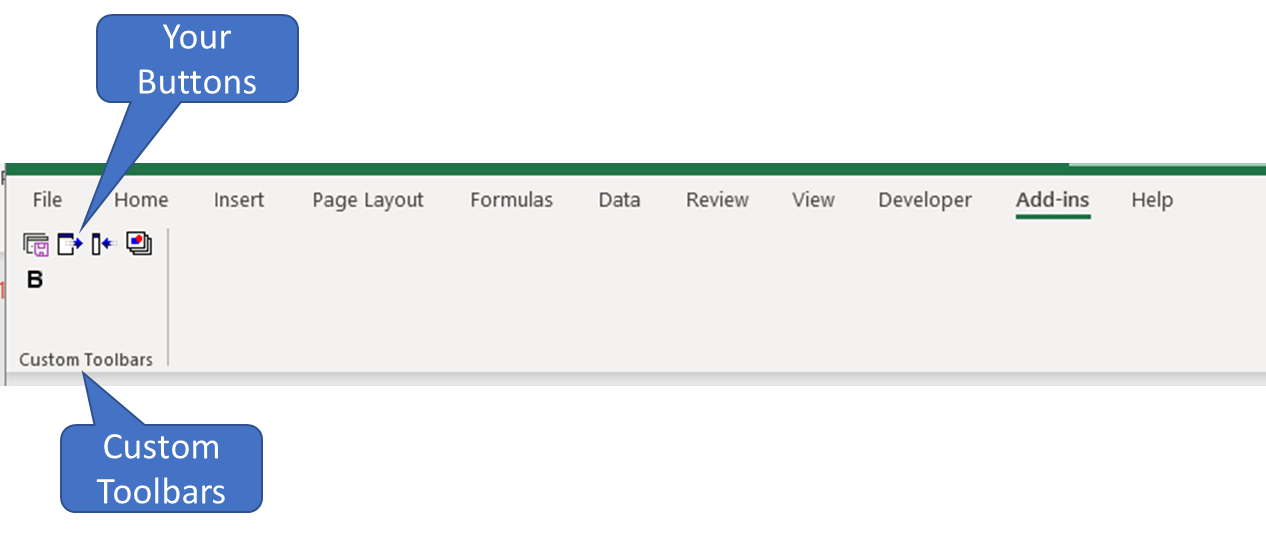 Your
Buttons
File Home Insert Page Layout Formulas Data Review View Developer Add-ins Help
B
Custom Toolbars
Custom
Toolbars